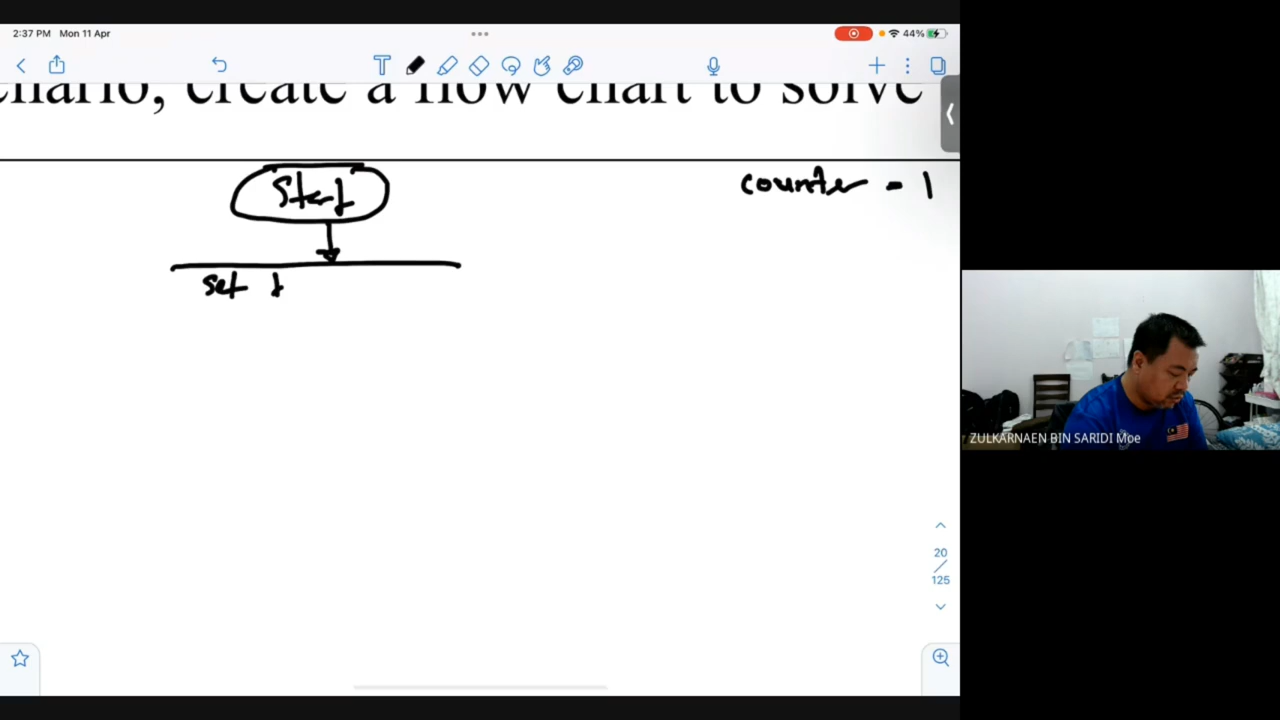 2:37 PM Mon 11 Apr
44%
enario, create a flow chart to solve
Start
counter = 1
set t
ZULKARNAEN BIN SARIDI Moe
20
125